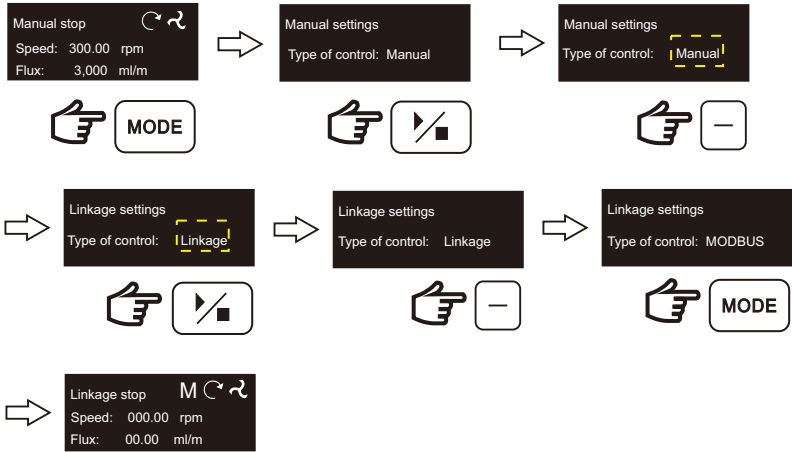 Manual stop
Speed: 300.00 rpm
Flux: 3,000 ml/m
MODE
Manual settings
Type of control: Manual
Manual settings
Type of control: Manual
Linkage settings
Type of control: Linkage
Linkage settings
Type of control: Linkage
Linkage settings
Type of control: MODBUS
MODE
Linkage stop M
Speed: 000.00 rpm
Flux: 00.00 ml/m